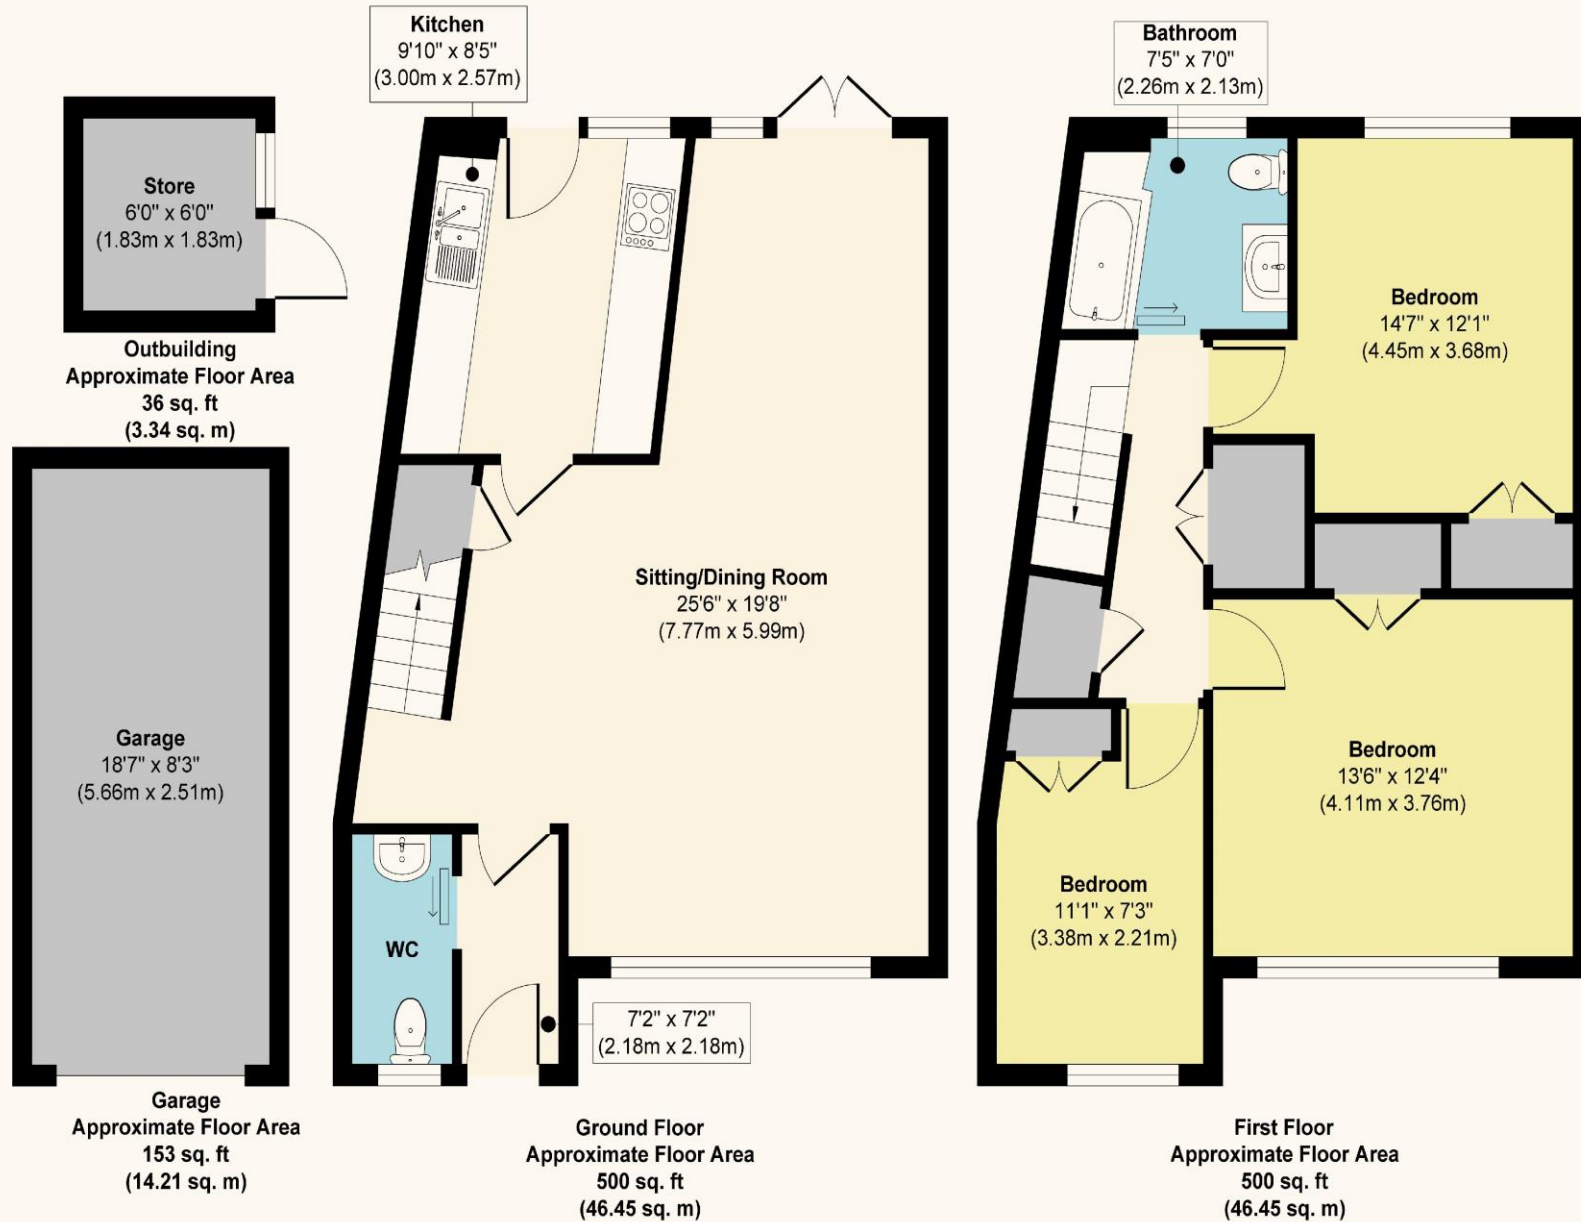 Kitchen
9'10" x 8'5"
(3.00m x 2.57m)
Bathroom
7'5" x 7'0"
(2.26m x 2.13m)
Store
6'0" x 6'0"
(1.83m x 1.83m)
Outbuilding
Approximate Floor Area
36 sq. ft
(3.34 sq. m)
Bedroom
14'7" x 12'1"
(4.45m x 3.68m)
Sitting/Dining Room
25'6" x 19'8"
(7.77m x 5.99m)
Garage
18'7" x 8'3"
(5.66m x 2.51m)
Bedroom
13'6" x 12'4"
(4.11m x 3.76m)
Bedroom
11'1" x 7'3"
(3.38m x 2.21m)
WC
7'2" x 7'2"
(2.18m x 2.18m)
Garage
Approximate Floor Area
153 sq. ft
(14.21 sq. m)
Ground Floor
Approximate Floor Area
500 sq. ft
(46.45 sq. m)
First Floor
Approximate Floor Area
500 sq. ft
(46.45 sq. m)